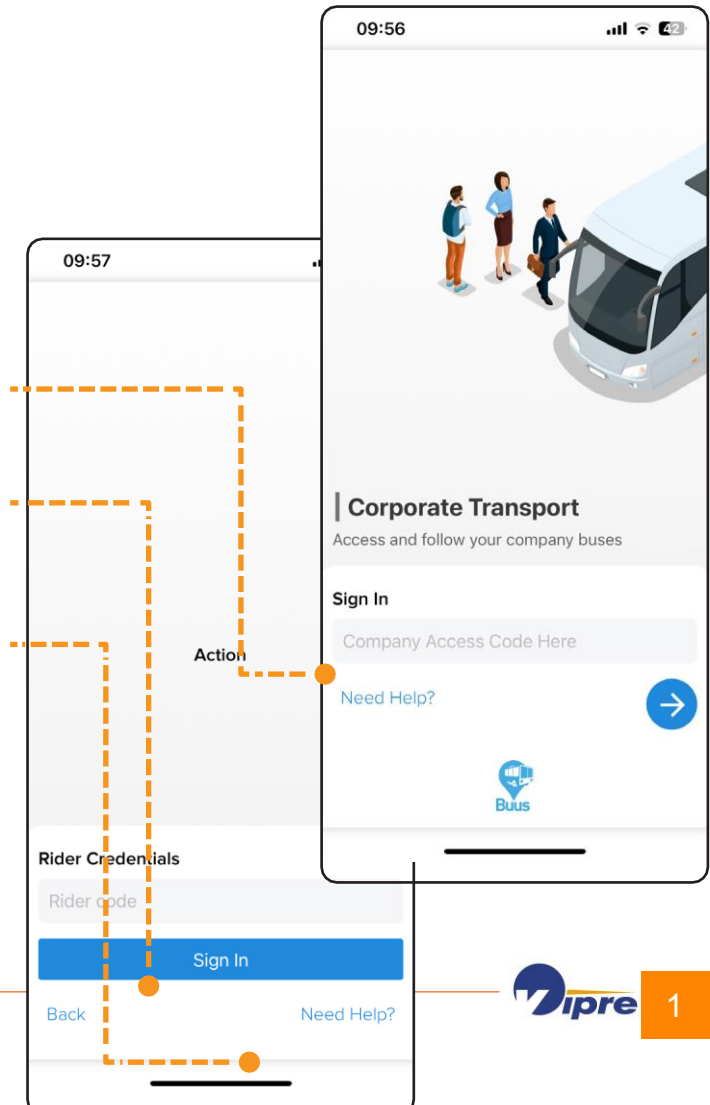 09:56
42
Corporate Transport
Access and follow your company buses
Sign In
Company Access Code Here
Need Help?
Buus
09:57
Action
Rider Credentials
Rider code
Sign In
Back
Need Help?
Vipre
1